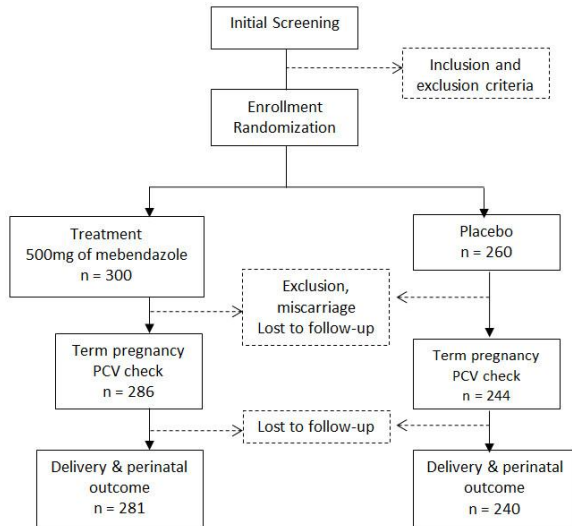 Initial Screening
Inclusion and
exclusion criteria
Enrollment
Randomization
Treatment
500mg of mebendazole
n = 300
Placebo
n = 260
Exclusion,
miscarriage
Lost to follow-up
Term pregnancy
PCV check
n = 286
Term pregnancy
PCV check
n = 244
Lost to follow-up
Delivery & perinatal
outcome
n = 281
Delivery & perinatal
outcome
n = 240